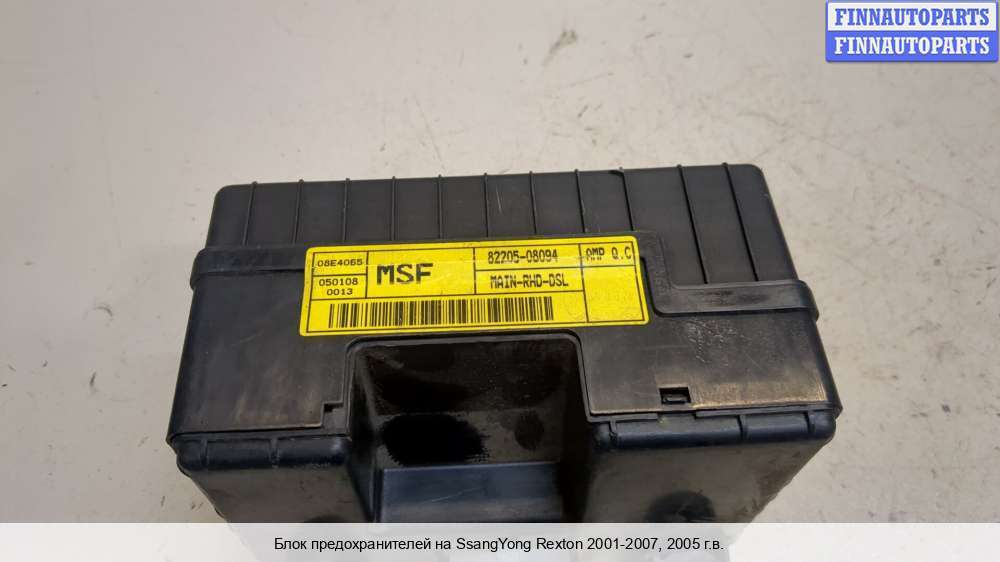 FINNAUTOPARTS
FINNAUTOPARTS
08E4065
MSF
82205-08094
AMP Q.C
050108
0013
MAIN-RHD-DSL
Блок предохранителей на SsangYong Rexton 2001-2007, 2005 г.в.